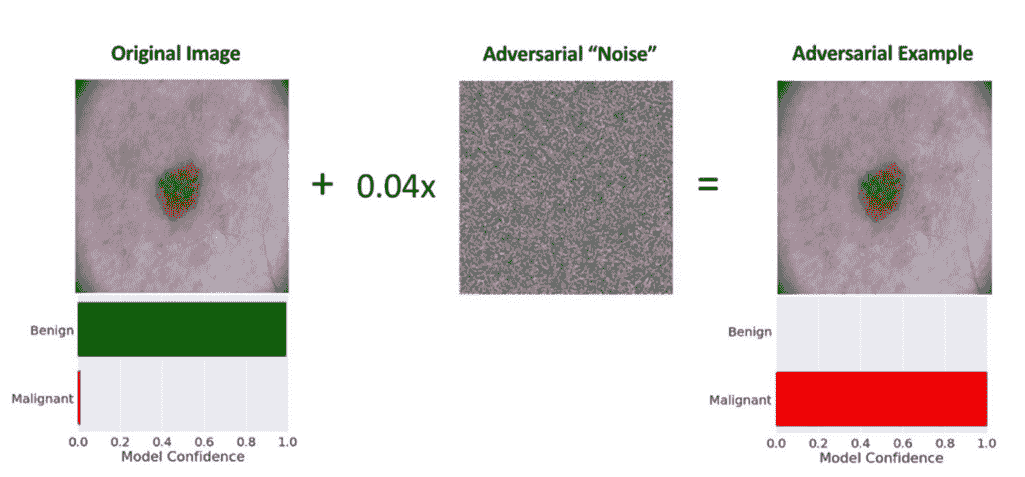 Original Image
Adversarial “Noise”
Adversarial Example
+ 0.04x
=
Benign
Malignant
0.0 0.2 0.4 0.6 0.8 1.0
Model Confidence
Benign
Malignant
0.0 0.2 0.4 0.6 0.8 1.0
Model Confidence